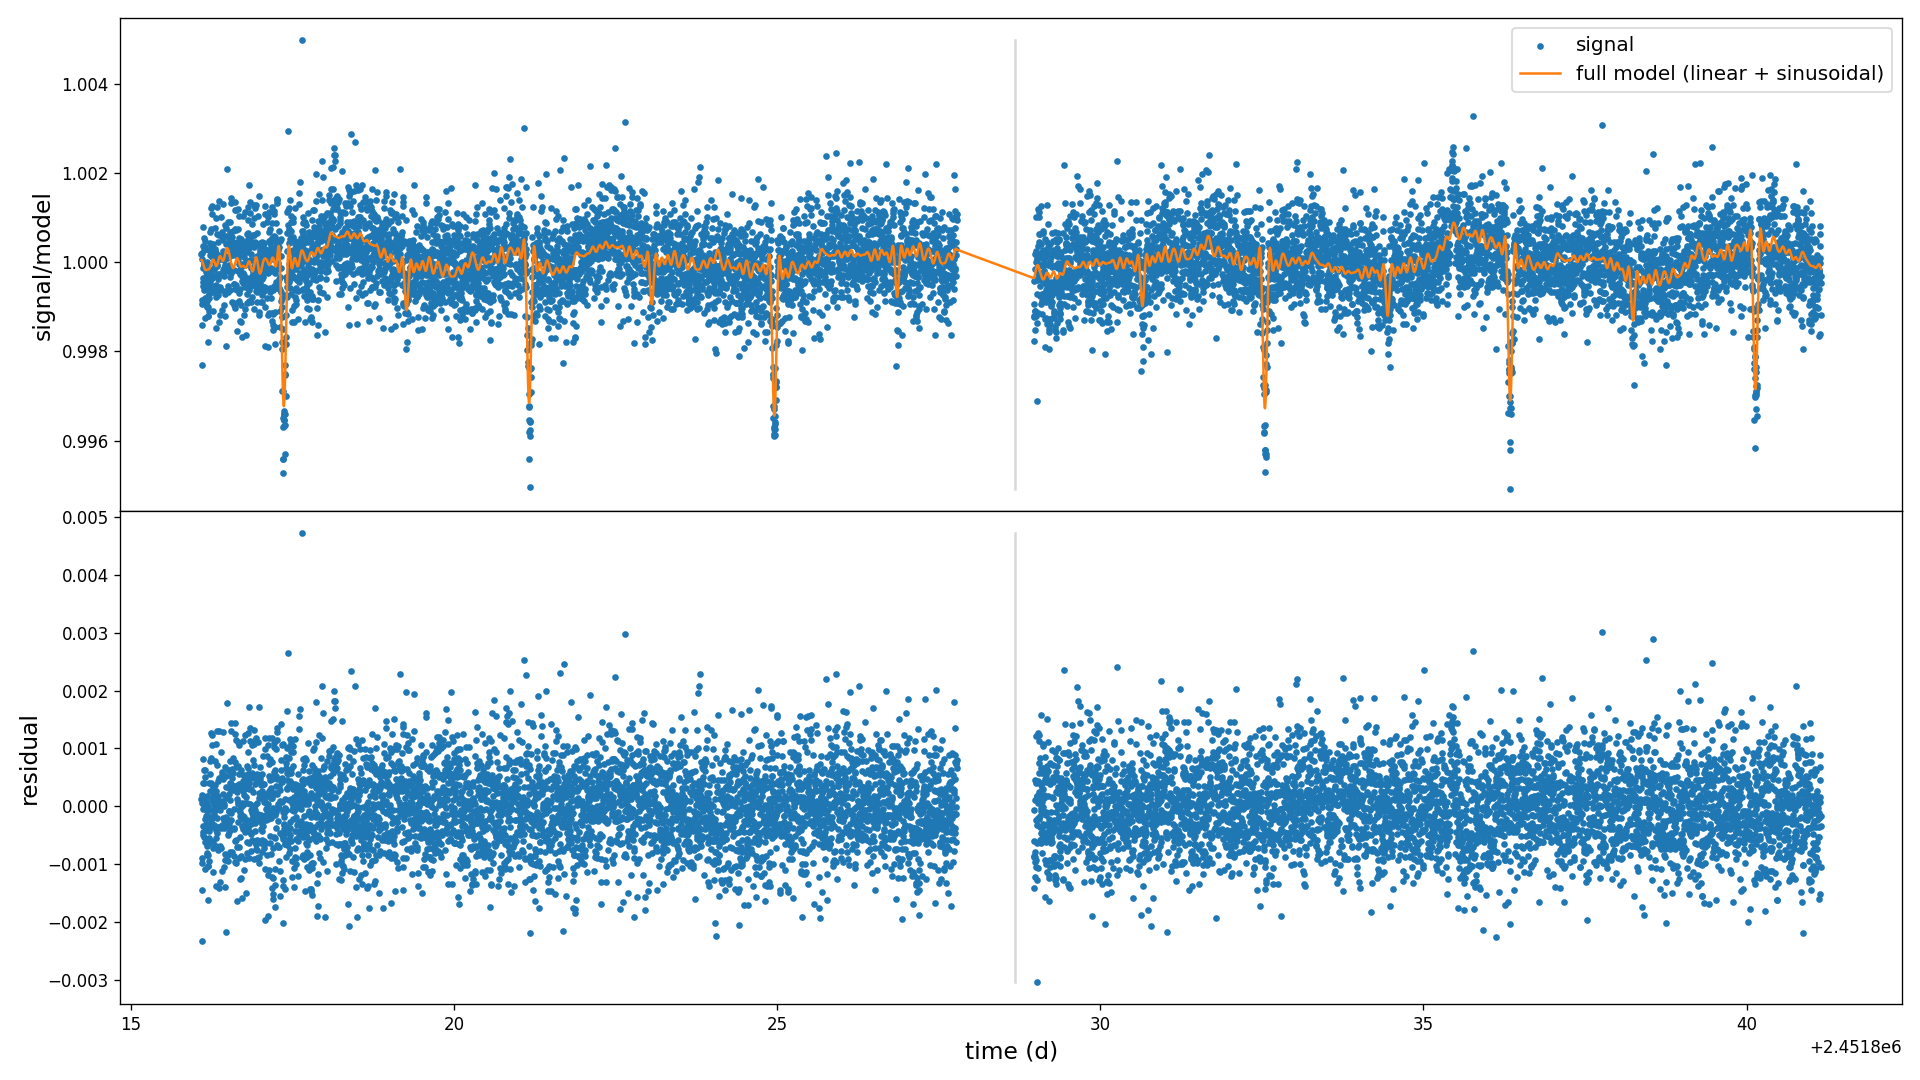 signal
full model (linear + sinusoidal)
signal/model
1.004
1.002
1.000
0.998
0.996
residual
0.005
0.004
0.003
0.002
0.001
0.000
−0.001
−0.002
−0.003
15 20 25 30 35 40
+2.4518e6
time (d)